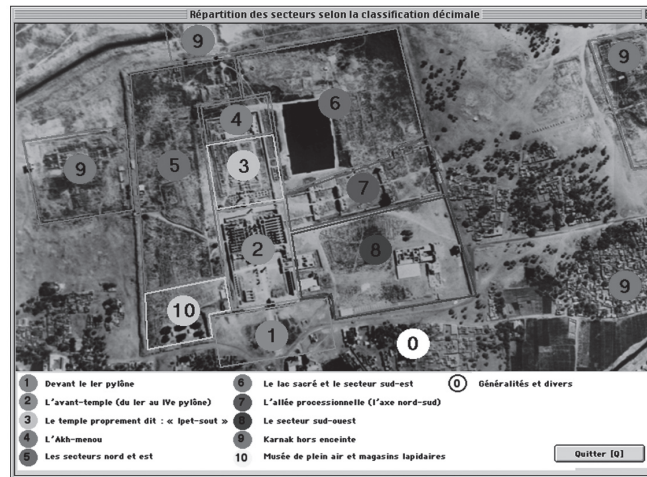 Répartition des secteurs selon la classification décimale
9
9
6
4
9
5
3
7
2
8
9
10
1
0
1 Devant le Ier pylône
2 L'avant-temple (du Ier au IVe pylône)
3 Le temple proprement dit : « Ipet-sout »
4 L'Akh-menou
5 Les secteurs nord et est
6 Le lac sacré et le secteur sud-est
7 L'allée processionnelle (l'axe nord-sud)
8 Le secteur sud-ouest
9 Karnak hors enceinte
10 Musée de plein air et magasins lapidaires
0 Généralités et divers
Quitter [Q]